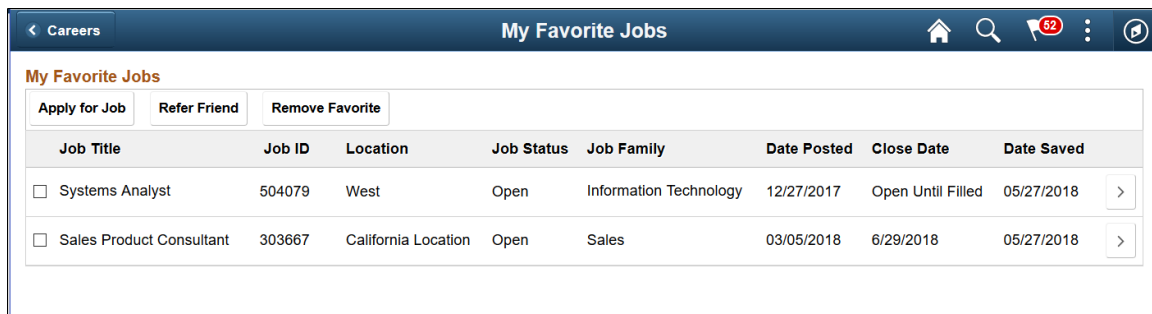 Careers My Favorite Jobs 52
My Favorite Jobs
Apply for Job Refer Friend Remove Favorite
Job Title Job ID Location Job Status Job Family Date Posted Close Date Date Saved
Systems Analyst 504079 West Open Information Technology 12/27/2017 Open Until Filled 05/27/2018
Sales Product Consultant 303667 California Location Open Sales 03/05/2018 6/29/2018 05/27/2018